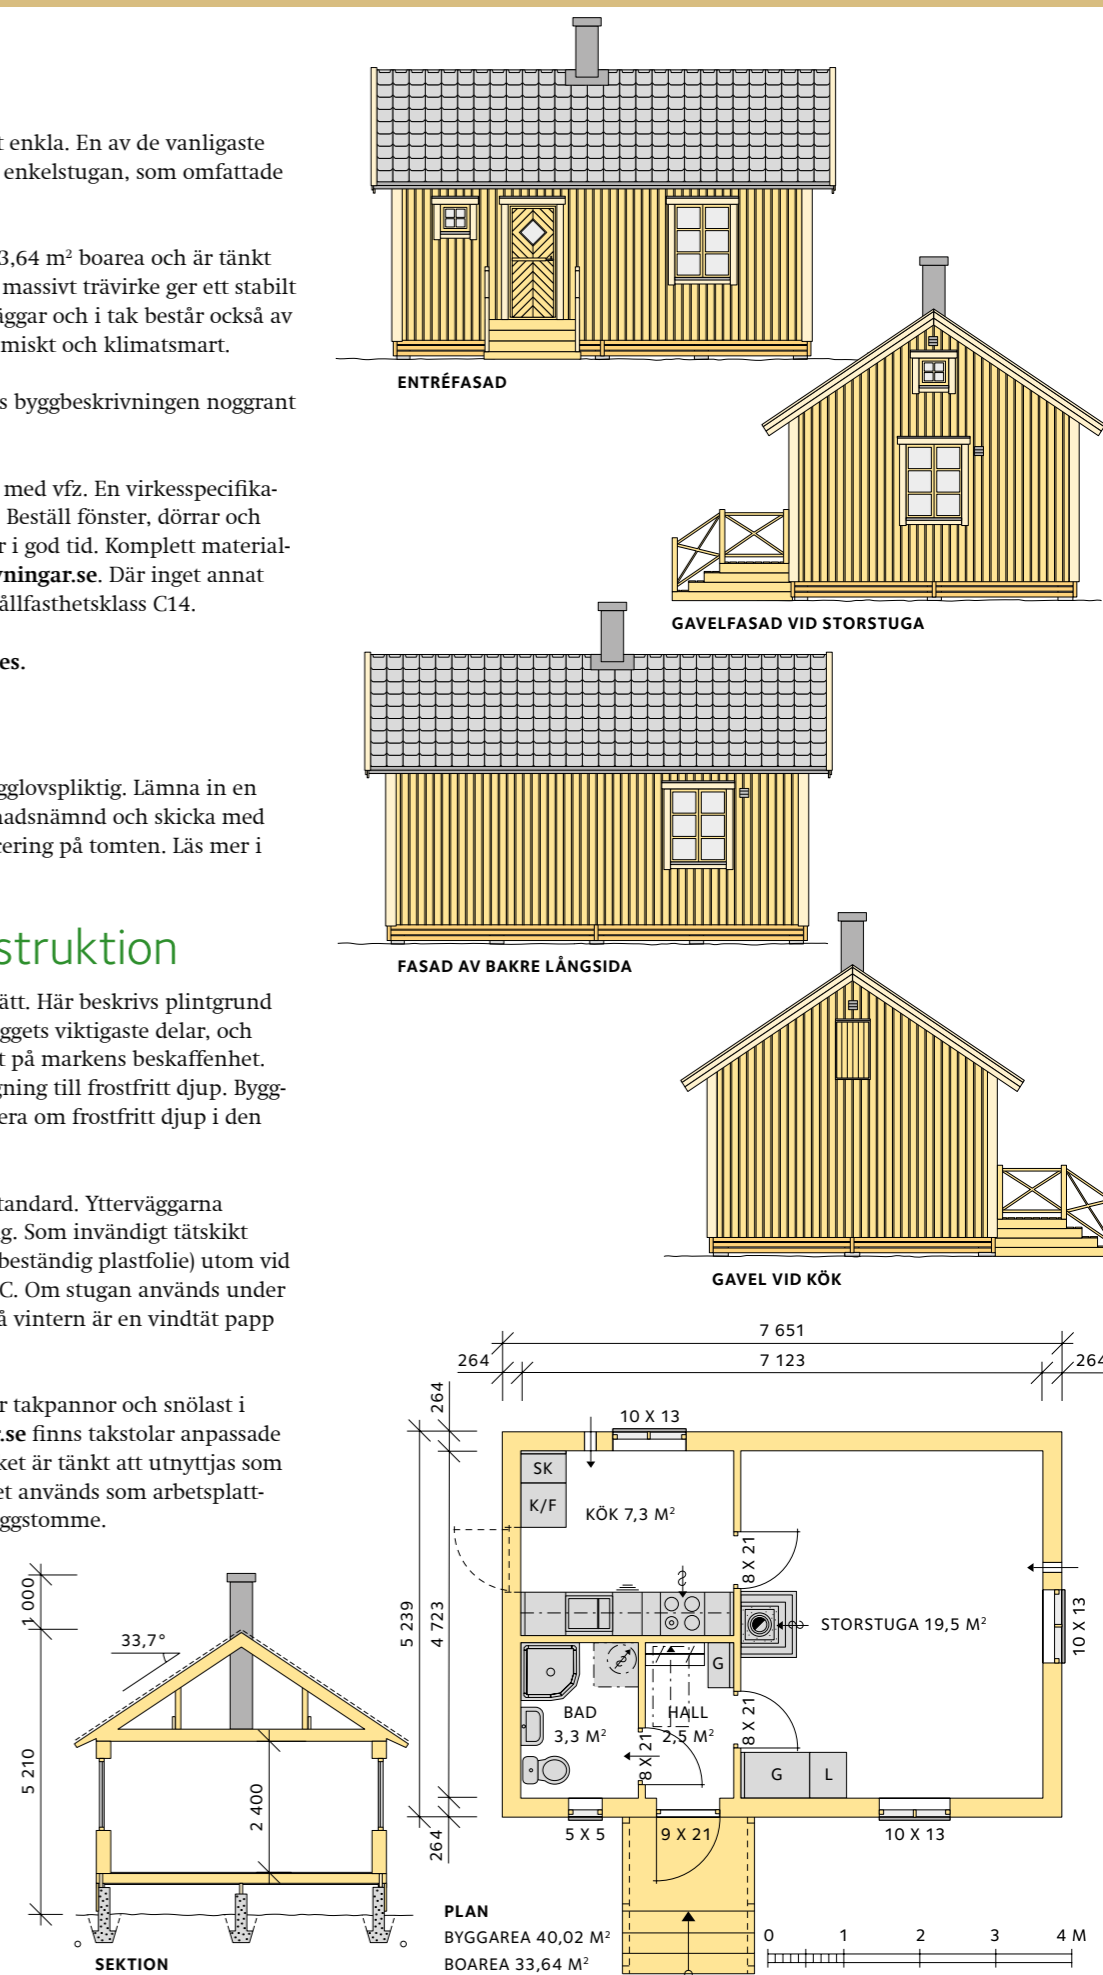 t enkla. En av de vanligaste
enkelstugan, som omfattade
3,64 m² boarea och är tänkt
massivt trävirke ger ett stabilt
äggar och i tak består också av
miskt och klimatsmart.
s byggbeskrivningen noggrant
med vfz. En virkesspecifika-
Beställ fönster, dörrar och
r i god tid. Komplett material-
vningar.se. Där inget annat
ållfasthetsklass C14.
es.
gglovspliktig. Lämna in en
nadsnämnd och skicka med
cering på tomten. Läs mer i
struktion
ätt. Här beskrivs plintgrund
ggets viktigaste delar, och
t på markens beskaffenhet.
gning till frostfritt djup. Bygg-
era om frostfritt djup i den
tandard. Ytterväggarna
g. Som invändigt tätskikt
beständig plastfolie) utom vid
C. Om stugan används under
å vintern är en vindtät papp
r takpannor och snölast i
r.se finns takstolar anpassade
ket är tänkt att utnyttjas som
et används som arbetsplatt-
ggstomme.
ENTRÉFASAD
GAVELFASAD VID STORSTUGA
FASAD AV BAKRE LÅNGSIDA
GAVEL VID KÖK
7 651
264
7 123
264
264
10 X 13
SK
K/F
KÖK 7,3 M²
8 X 21
5 239
4 723
STORSTUGA 19,5 M²
10 X 13
G
BAD
3,3 M²
HALL
2,5 M²
8 X 21
8 X 21
G
L
264
5 X 5
9 X 21
10 X 13
PLAN
BYGGAREA 40,02 M²
BOAREA 33,64 M²
0 1 2 3 4 M
1 000
33,7°
5 210
2 400
SEKTION